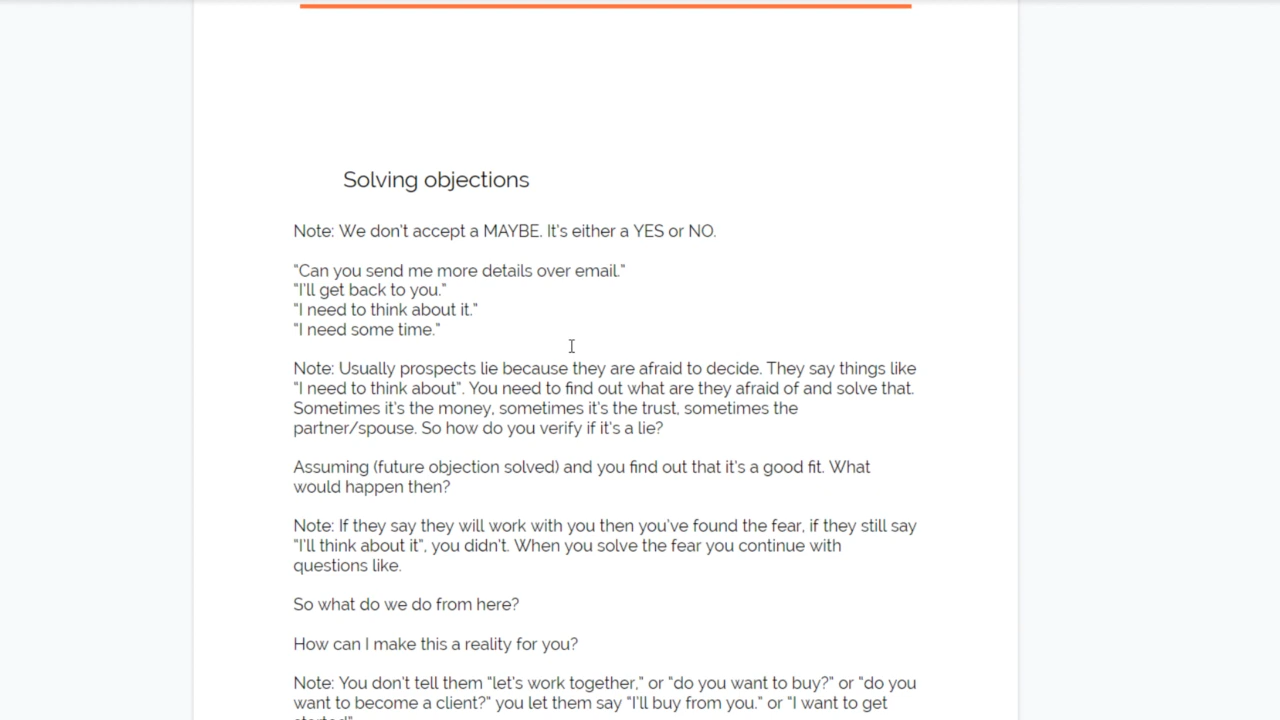 Solving objections
Note: We don't accept a MAYBE. It's either a YES or NO.
"Can you send me more details over email."
"I'll get back to you."
"I need to think about it."
"I need some time."
Note: Usually prospects lie because they are afraid to decide. They say things like
"I need to think about". You need to find out what are they afraid of and solve that.
Sometimes it's the money, sometimes it's the trust, sometimes the
partner/spouse. So how do you verify if it's a lie?
Assuming (future objection solved) and you find out that it's a good fit. What
would happen then?
Note: If they say they will work with you then you've found the fear, if they still say
"I'll think about it", you didn't. When you solve the fear you continue with
questions like.
So what do we do from here?
How can I make this a reality for you?
Note: You don't tell them "let's work together," or "do you want to buy?" or "do you
want to become a client?" you let them say "I'll buy from you." or "I want to get